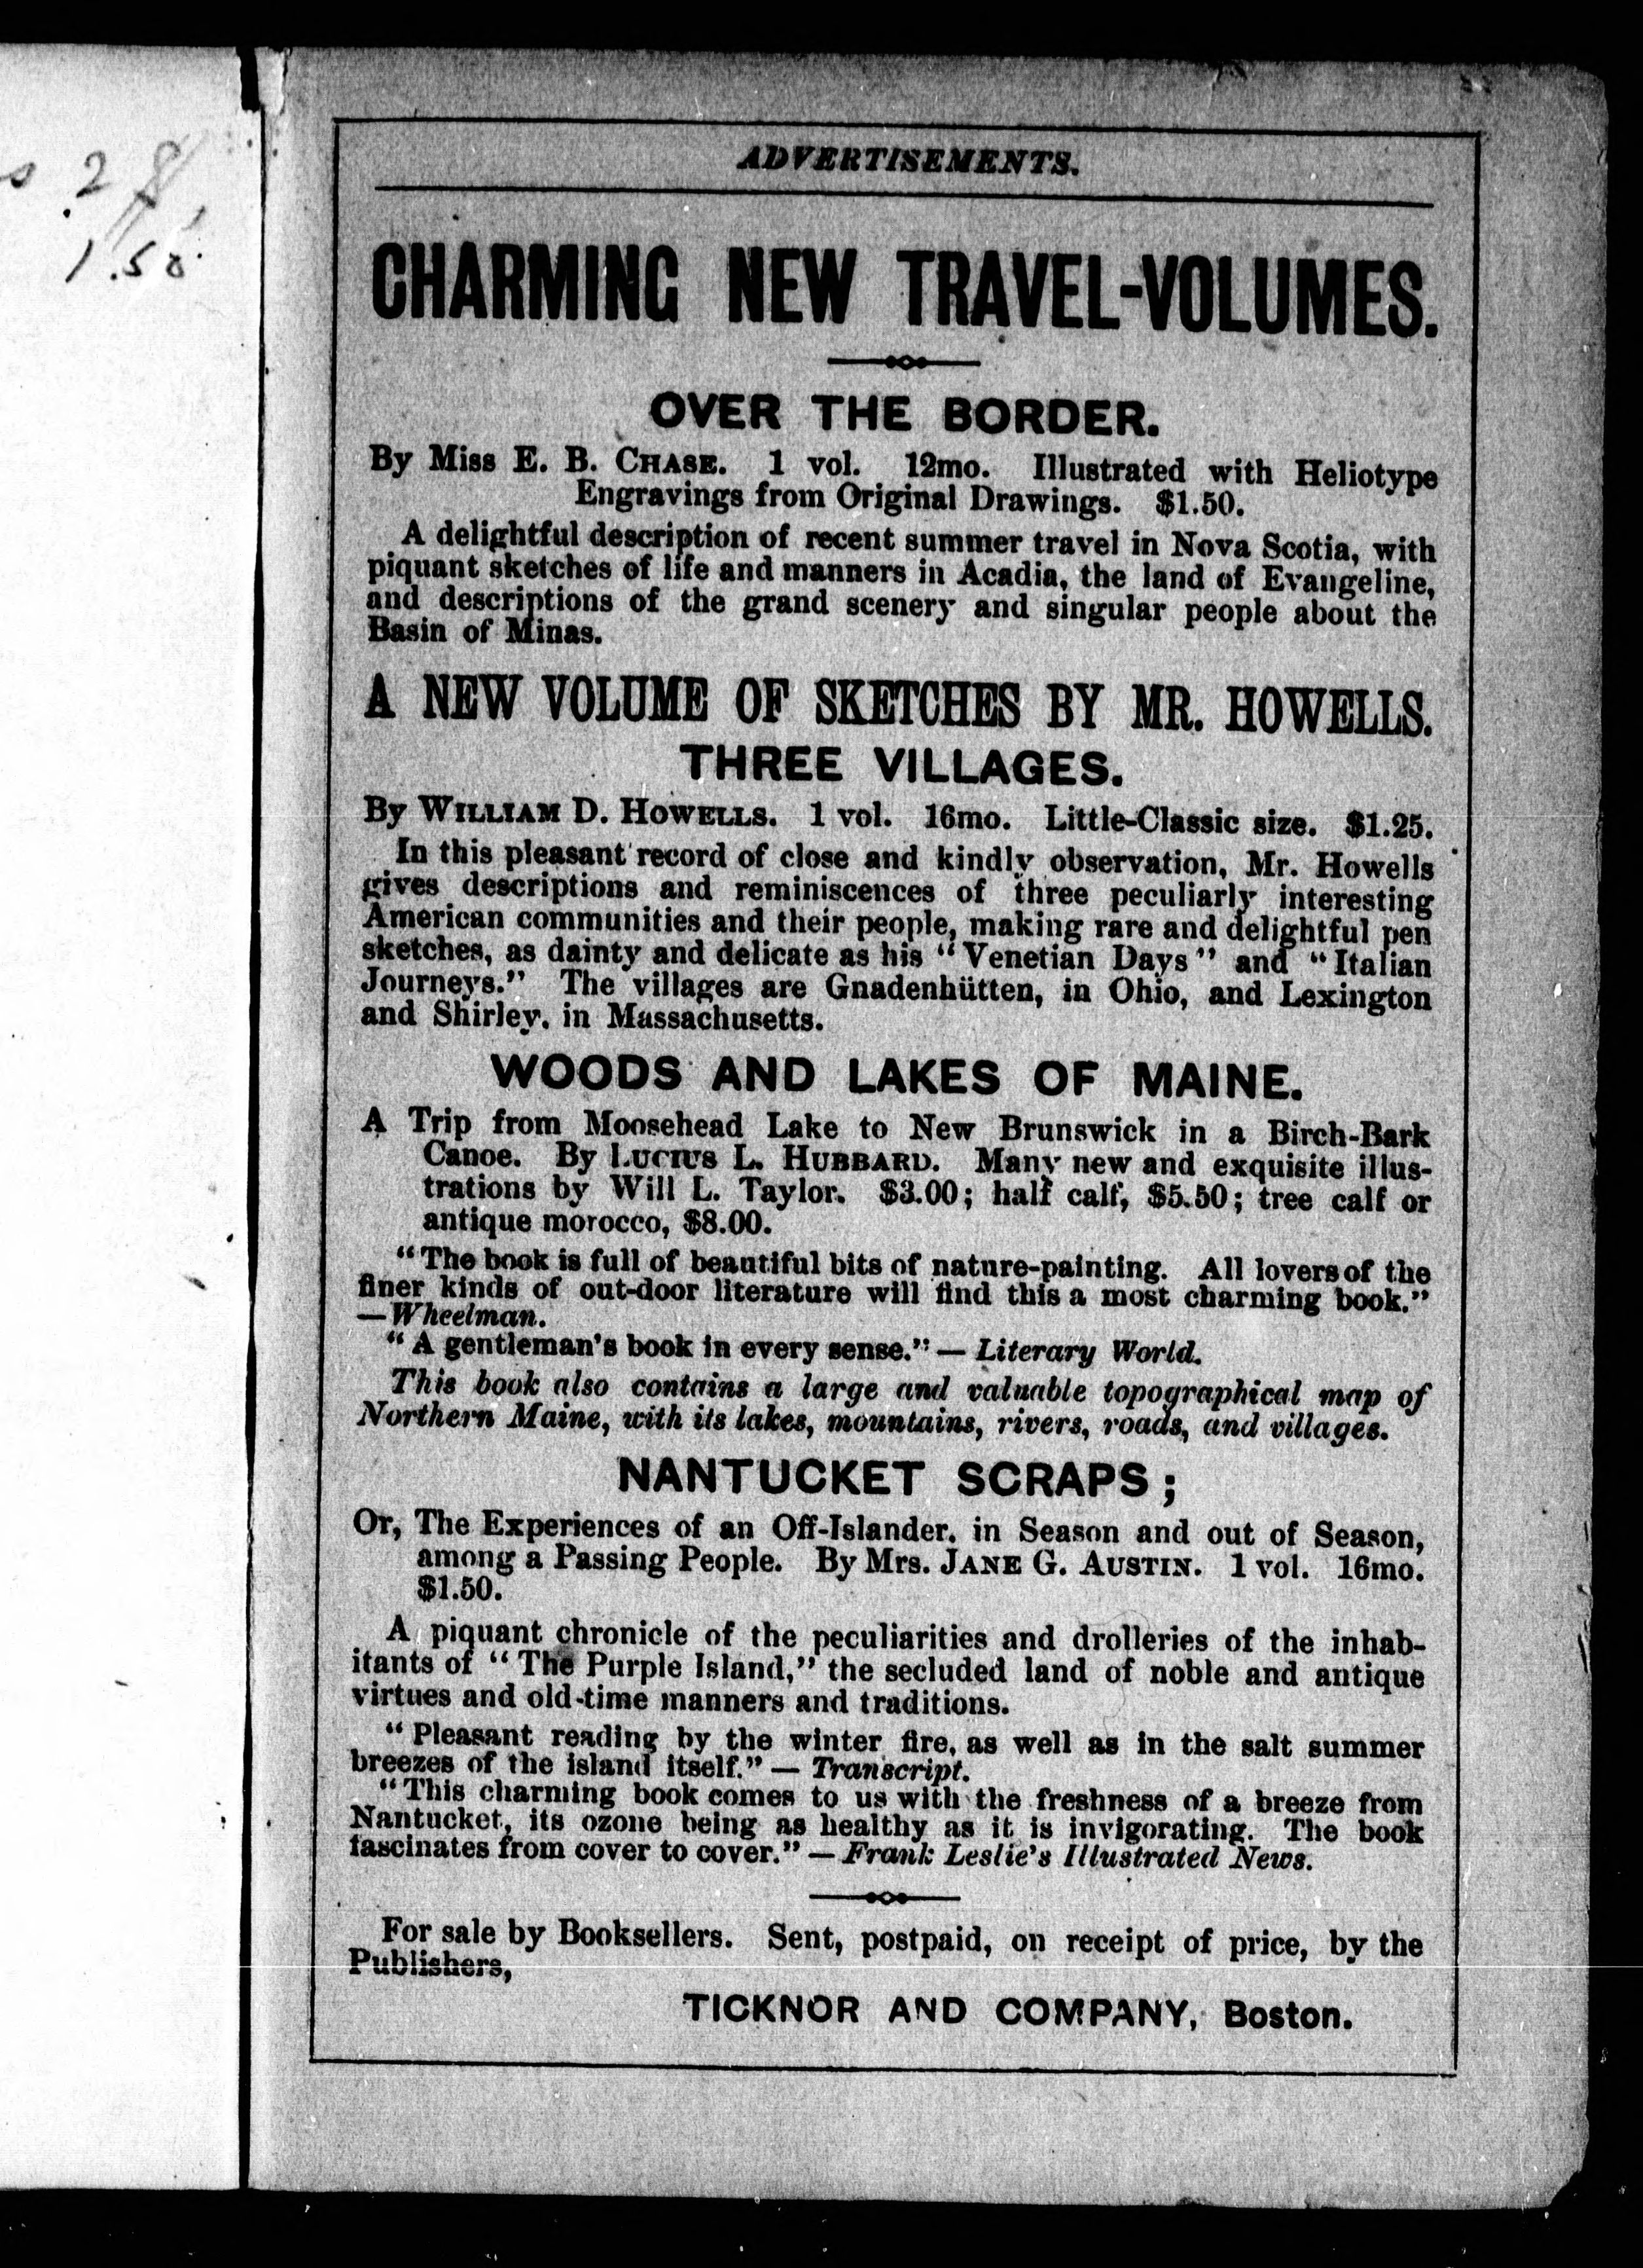 28
1.50
ADVERTISEMENTS.
CHARMING NEW TRAVEL-VOLUMES.
OVER THE BORDER.
By Miss E. B. CHASE. 1 vol. 12mo. Illustrated with Heliotype
Engravings from Original Drawings. $1.50.
A delightful description of recent summer travel in Nova Scotia, with
piquant sketches of life and manners in Acadia, the land of Evangeline,
and descriptions of the grand scenery and singular people about the
Basin of Minas.
A NEW VOLUME OF SKETCHES BY MR. HOWELLS.
THREE VILLAGES.
By WILLIAM D. HOWELLS. 1 vol. 16mo. Little-Classic size. $1.25.
In this pleasant record of close and kindly observation, Mr. Howells
gives descriptions and reminiscences of three peculiarly interesting
American communities and their people, making rare and delightful pen
sketches, as dainty and delicate as his "Venetian Days" and "Italian
Journeys." The villages are Gnadenhütten, in Ohio, and Lexington
and Shirley, in Massachusetts.
WOODS AND LAKES OF MAINE.
A Trip from Moosehead Lake to New Brunswick in a Birch-Bark
Canoe. By LUCIUS L. HUBBARD. Many new and exquisite illus-
trations by Will L. Taylor. $3.00; half calf, $5.50; tree calf or
antique morocco, $8.00.
"The book is full of beautiful bits of nature-painting. All lovers of the
finer kinds of out-door literature will find this a most charming book."
—Wheelman.
"A gentleman's book in every sense." — Literary World.
This book also contains a large and valuable topographical map of
Northern Maine, with its lakes, mountains, rivers, roads, and villages.
NANTUCKET SCRAPS;
Or, The Experiences of an Off-Islander, in Season and out of Season,
among a Passing People. By Mrs. JANE G. AUSTIN. 1 vol. 16mo.
$1.50.
A piquant chronicle of the peculiarities and drolleries of the inhab-
itants of "The Purple Island," the secluded land of noble and antique
virtues and old-time manners and traditions.
"Pleasant reading by the winter fire, as well as in the salt summer
breezes of the island itself." — Transcript.
"This charming book comes to us with the freshness of a breeze from
Nantucket, its ozone being as healthy as it is invigorating. The book
fascinates from cover to cover." — Frank Leslie's Illustrated News.
For sale by Booksellers. Sent, postpaid, on receipt of price, by the
Publishers,
TICKNOR AND COMPANY, Boston.